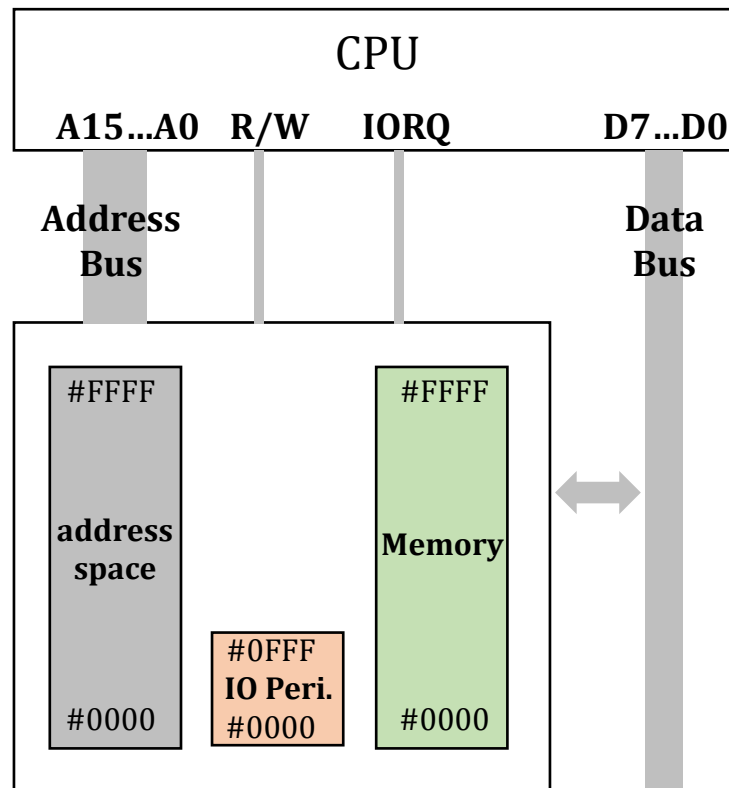 CPU
A15...A0 R/W IORQ D7...D0
Address
Bus
Data
Bus
#FFFF
address
space
#0000
#0FFF
IO Peri.
#0000
#FFFF
Memory
#0000